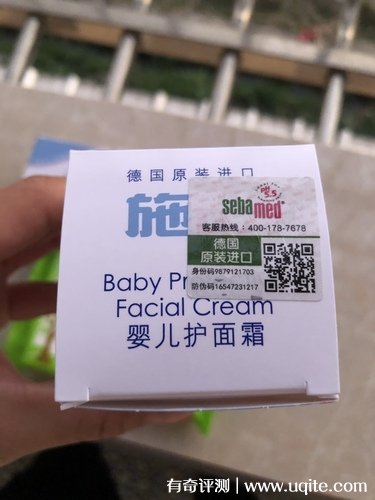 德国原装进口
施
sebamed
5.5
客服热线：400-178-7678
德国
原装进口
身份码9879121703
防伪码16547231217
Baby Pr
Facial Cream
婴儿护面霜
有奇评测 | www.uqite.com